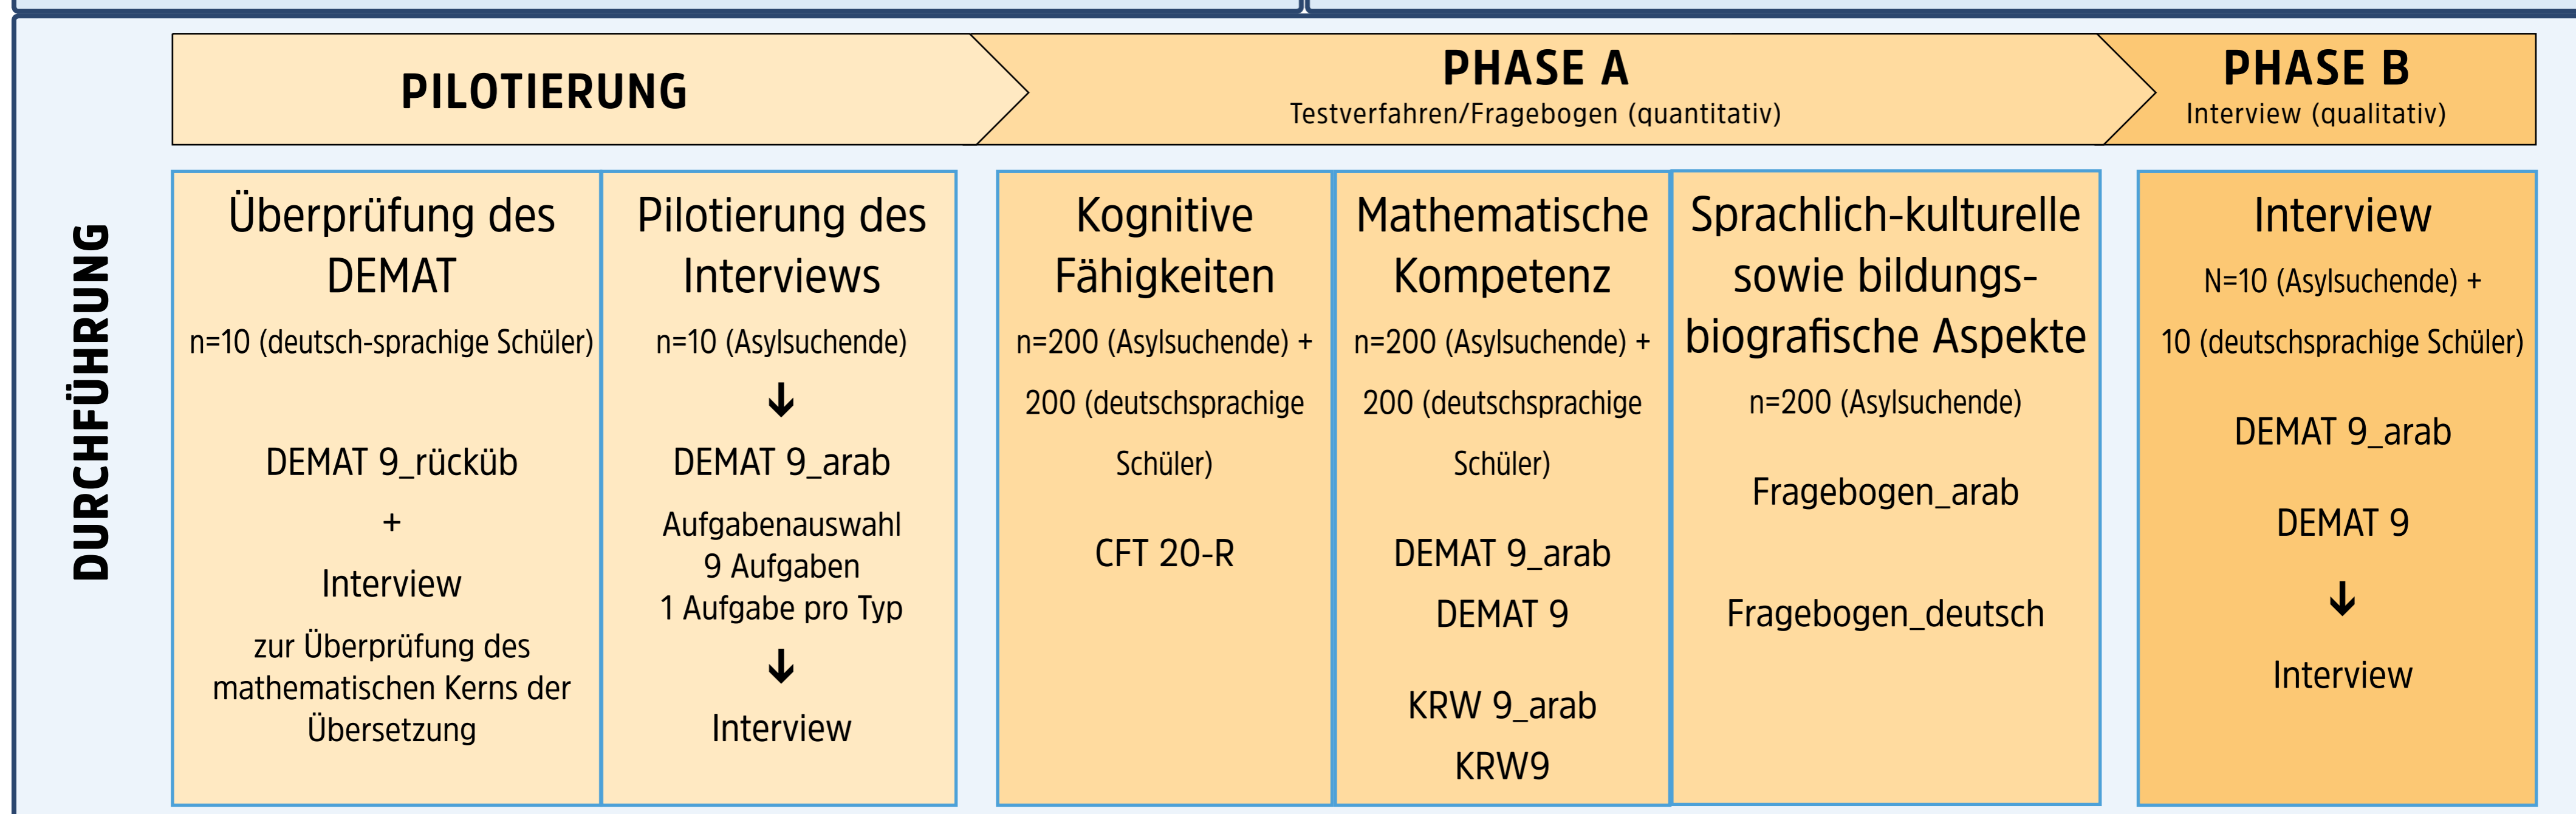 DURCHFÜHRUNG
PILOTIERUNG
PHASE A
Testverfahren/Fragebogen (quantitativ)
PHASE B
Interview (qualitativ)
Überprüfung des
DEMAT
n=10 (deutsch-sprachige Schüler)
DEMAT 9_rücküb
+
Interview
zur Überprüfung des
mathematischen Kerns der
Übersetzung
Pilotierung des
Interviews
n=10 (Asylsuchende)
↓
DEMAT 9_arab
Aufgabenauswahl
9 Aufgaben
1 Aufgabe pro Typ
↓
Interview
Kognitive
Fähigkeiten
n=200 (Asylsuchende) +
200 (deutschsprachige
Schüler)
CFT 20-R
Mathematische
Kompetenz
n=200 (Asylsuchende) +
200 (deutschsprachige
Schüler)
DEMAT 9_arab
DEMAT 9
KRW 9_arab
KRW9
Sprachlich-kulturelle
sowie bildungs-
biografische Aspekte
n=200 (Asylsuchende)
Fragebogen_arab
Fragebogen_deutsch
Interview
N=10 (Asylsuchende) +
10 (deutschsprachige Schüler)
DEMAT 9_arab
DEMAT 9
↓
Interview